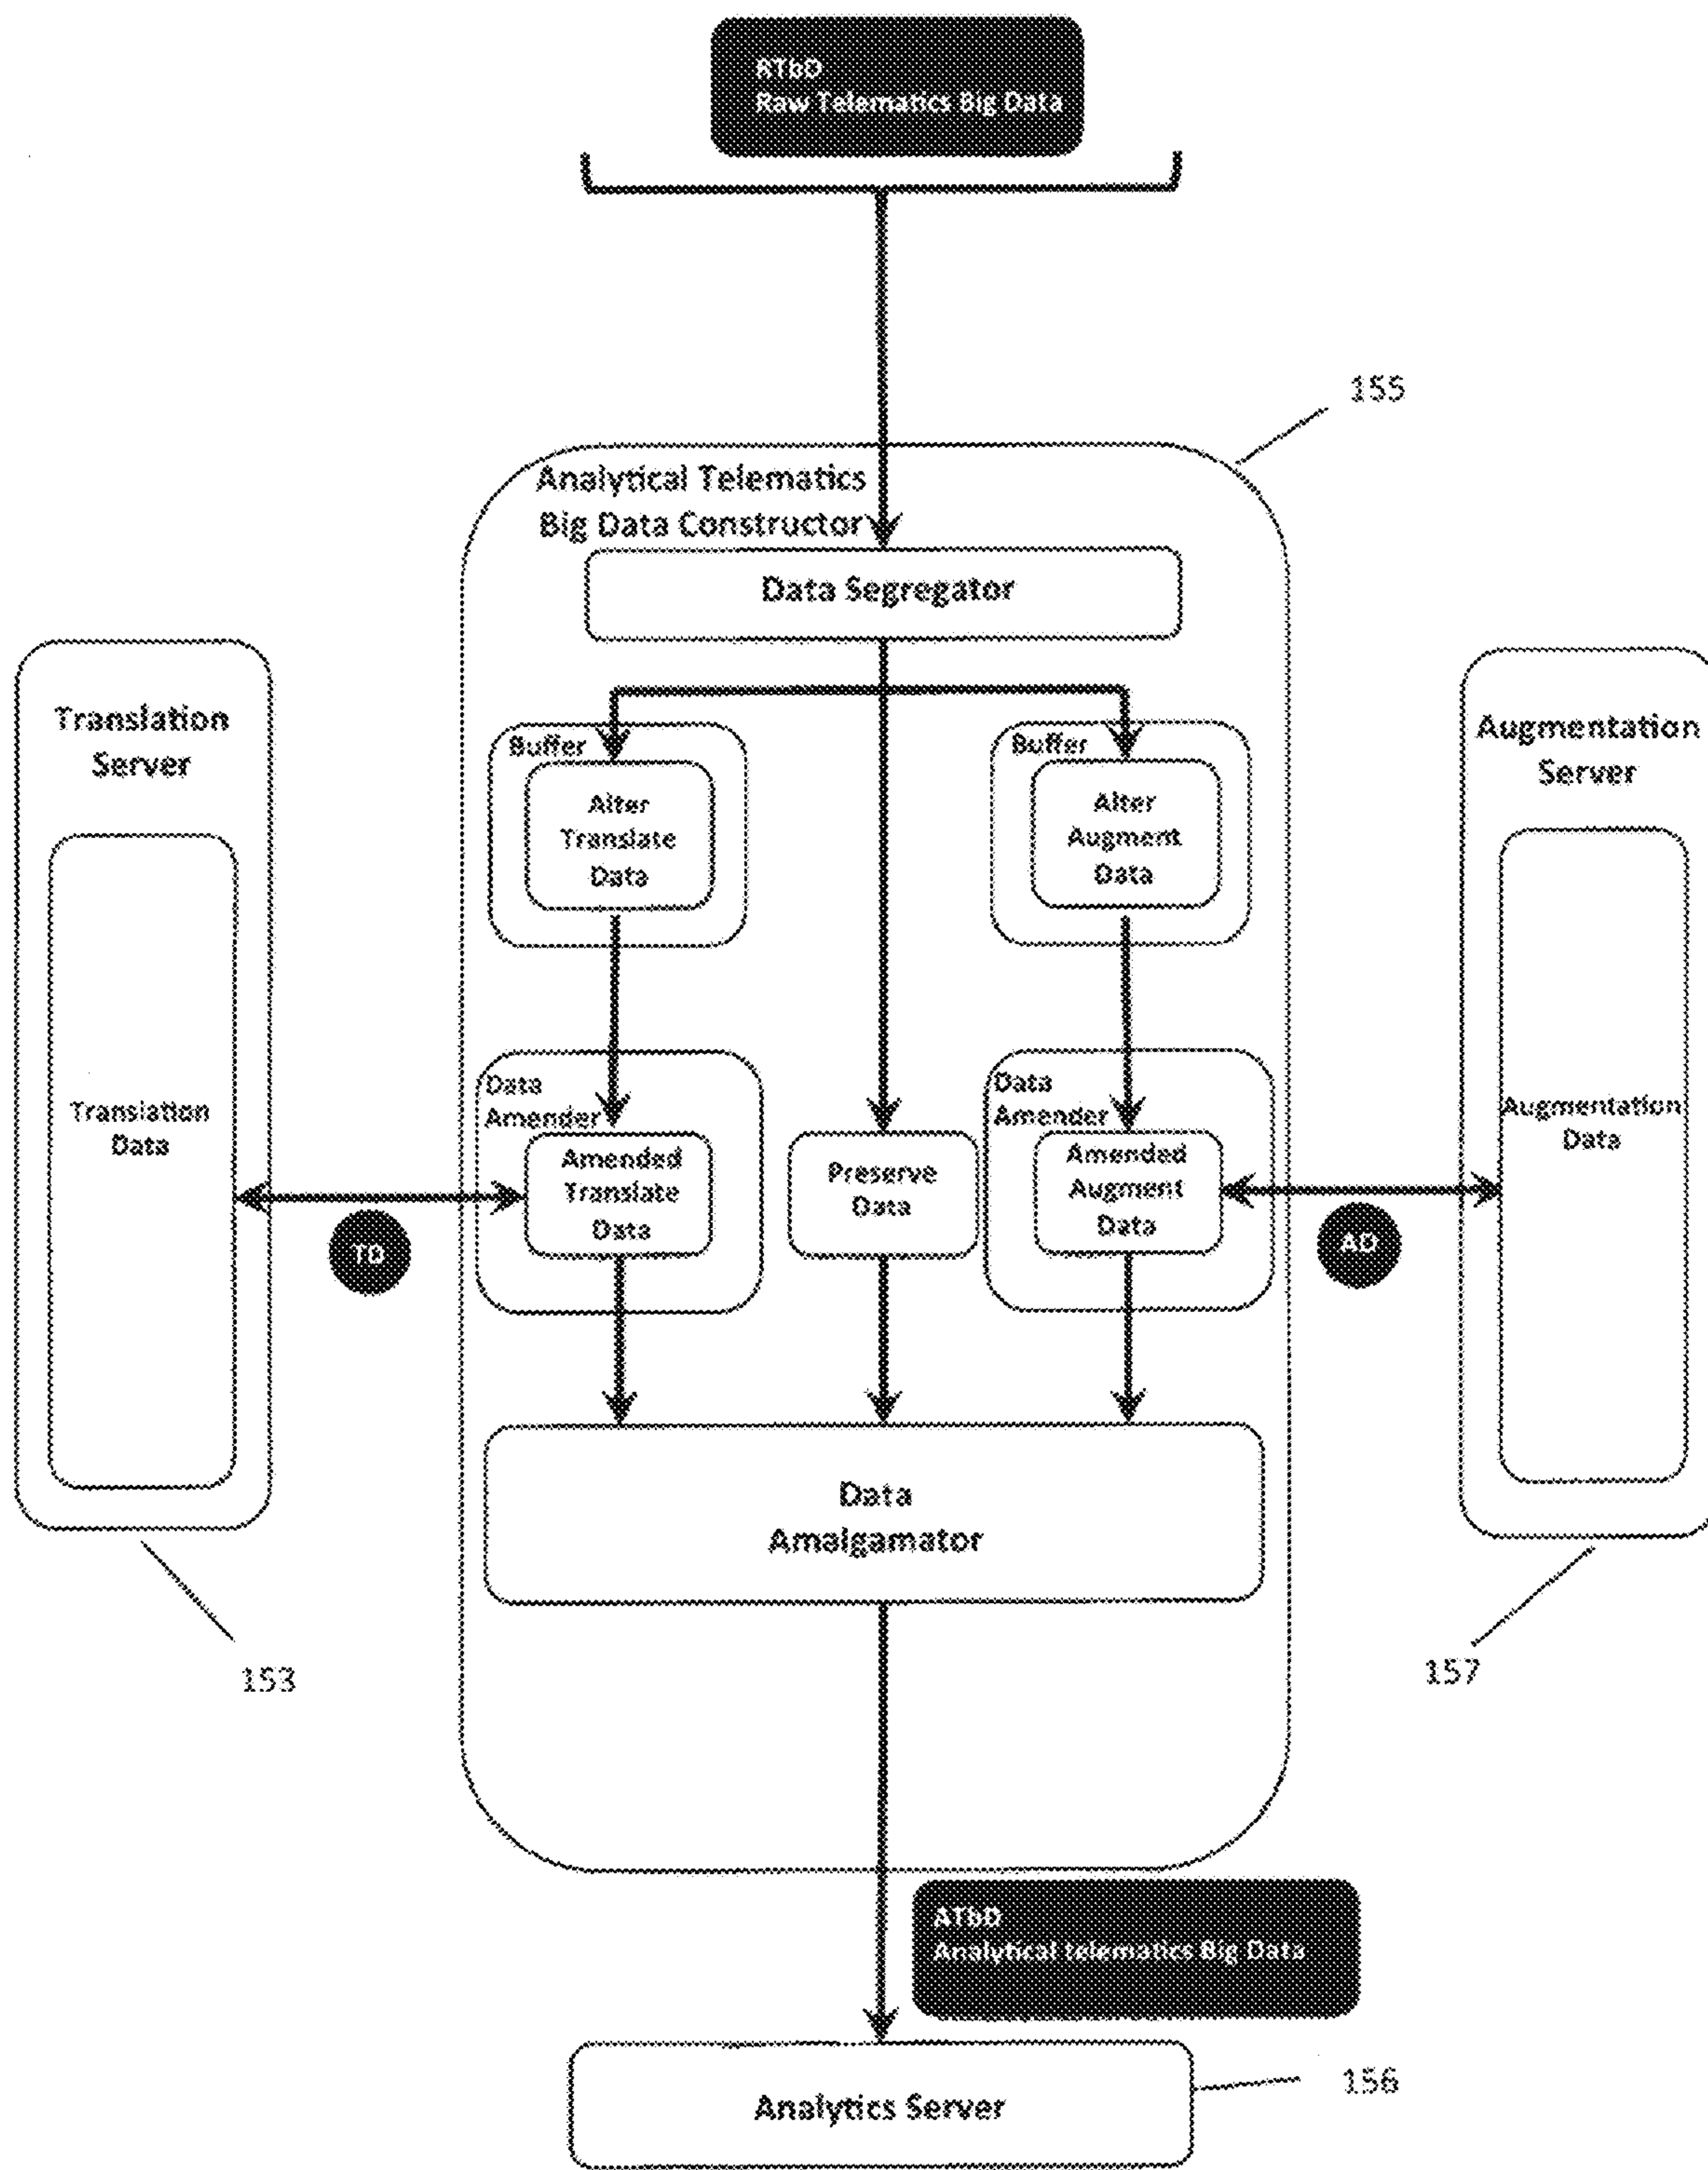 RTbD
Raw Telematics Big Data
155
Analytical Telematics
Big Data Constructor
Data Segregator
Translation
Server
Augmentation
Server
Buffer
Alter
Translate
Data
Buffer
Alter
Augment
Data
Translation
Data
Data
Amender
Amended
Translate
Data
Preserve
Data
Data
Amender
Amended
Augment
Data
Augmentation
Data
TD
AD
Data
Amalgamator
153
157
ATbD
Analytical telematics Big Data
Analytics Server
156